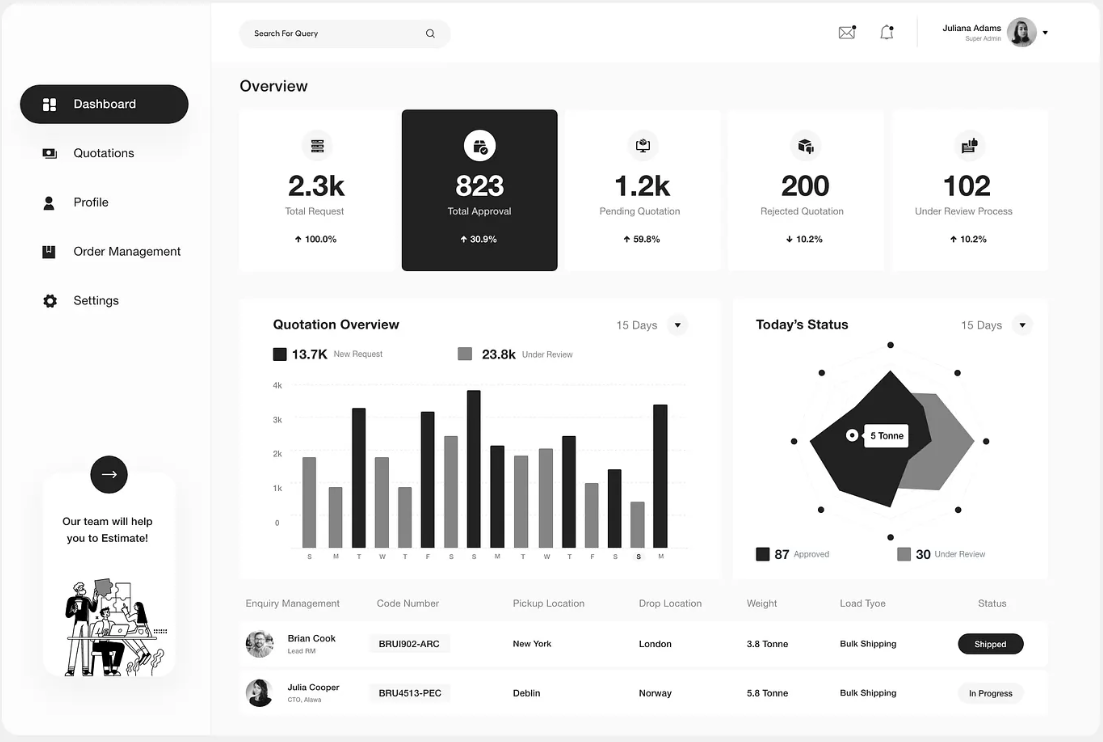 Search For Query
Juliana Adams
Super Admin
Dashboard
Quotations
Profile
Order Management
Settings
Our team will help
you to Estimate!
Overview
2.3k
Total Request
100.0%
823
Total Approval
30.9%
1.2k
Pending Quotation
59.8%
200
Rejected Quotation
10.2%
102
Under Review Process
10.2%
Quotation Overview
15 Days
13.7K New Request
23.8k Under Review
4k
3k
2k
1k
0
S M T W T F S S M T W T F S S M
Today's Status
15 Days
5 Tonne
87 Approved
30 Under Review
Enquiry Management Code Number Pickup Location Drop Location Weight Load Tyoe Status
Brian Cook
Lead RM
BRUI902-ARC New York London 3.8 Tonne Bulk Shipping Shipped
Julia Cooper
CTO, Alswa
BRU4513-PEC Deblin Norway 5.8 Tonne Bulk Shipping In Progress